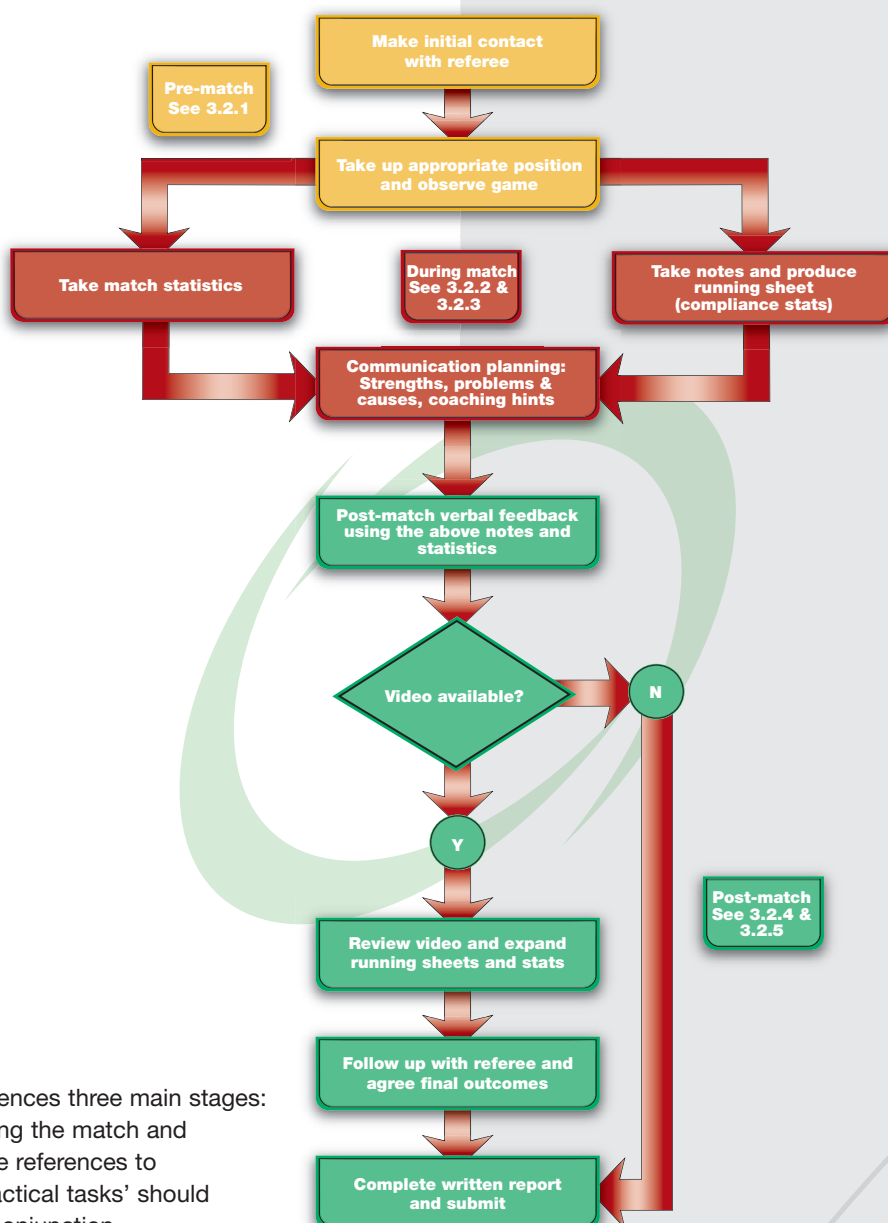 Make initial contact
with referee
Pre-match
See 3.2.1
Take up appropriate position
and observe game
Take match statistics
During match
See 3.2.2 &
3.2.3
Take notes and produce
running sheet
(compliance stats)
Communication planning:
Strengths, problems &
causes, coaching hints
Post-match verbal feedback
using the above notes and
statistics
Video available?
N
Y
Post-match
See 3.2.4 &
3.2.5
Review video and expand
running sheets and stats
Follow up with referee and
agree final outcomes
Complete written report
and submit
ences three main stages:
ng the match and
e references to
actical tasks’ should